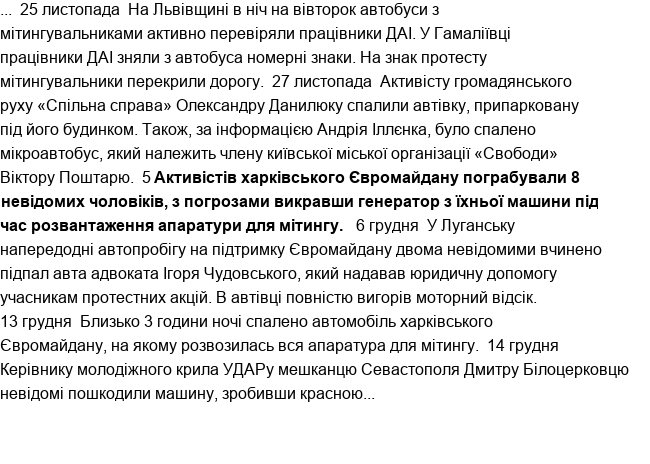 ...  25 листопада  На Львівщині в ніч на вівторок автобуси з
мітингувальниками активно перевіряли працівники ДАІ. У Гамаліївці
працівники ДАІ зняли з автобуса номерні знаки. На знак протесту
мітингувальники перекрили дорогу.  27 листопада  Активісту громадянського
руху «Спільна справа» Олександру Данилюку спалили автівку, припарковану
під його будинком. Також, за інформацією Андрія Іллєнка, було спалено
мікроавтобус, який належить члену київської міської організації «Свободи»
Віктору Поштарю.  5 Активістів харківського Євромайдану пограбували 8
невідомих чоловіків, з погрозами викравши генератор з їхньої машини під
час розвантаження апаратури для мітингу.   6 грудня  У Луганську
напередодні автопробігу на підтримку Євромайдану двома невідомими вчинено
підпал авта адвоката Ігоря Чудовського, який надавав юридичну допомогу
учасникам протестних акцій. В автівці повністю вигорів моторний відсік.
13 грудня  Близько 3 години ночі спалено автомобіль харківського
Євромайдану, на якому розвозилась вся апаратура для мітингу.  14 грудня
Керівнику молодіжного крила УДАРу мешканцю Севастополя Дмитру Білоцерковцю
невідомі пошкодили машину, зробивши красною...